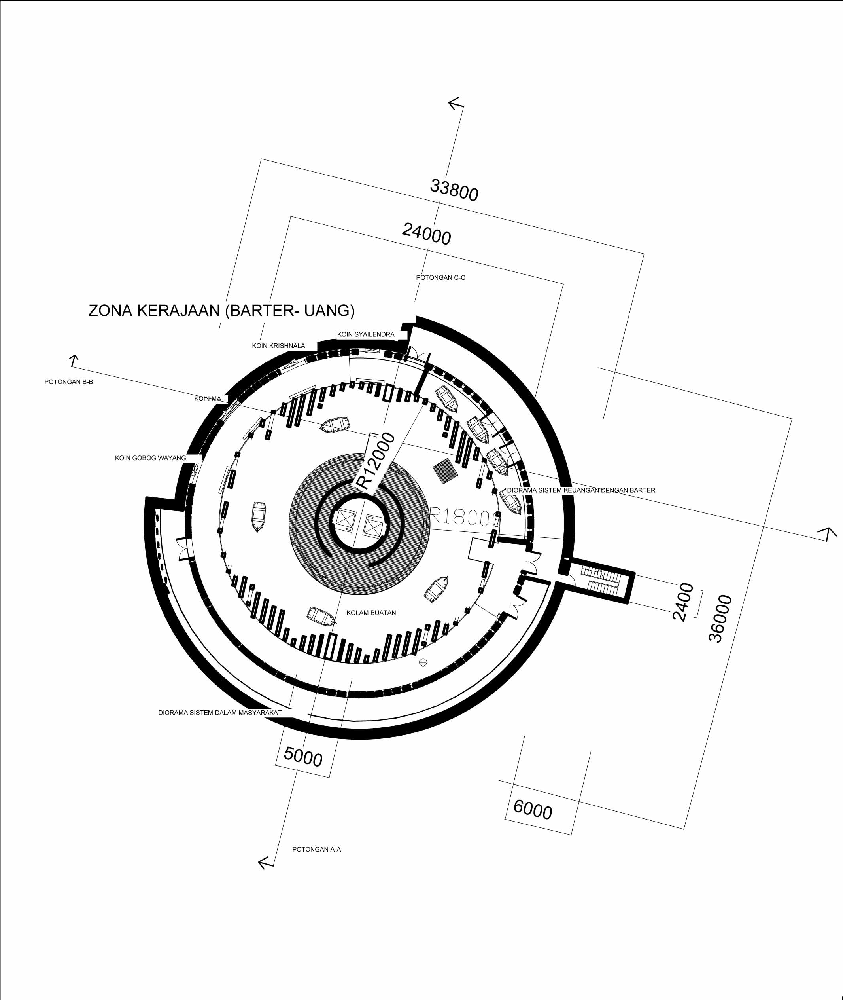 33800
24000
POTONGAN C-C
ZONA KERAJAAN (BARTER- UANG)
KOIN SYAILENDRA
KOIN KRISHNALA
POTONGAN B-B
KOIN MA
R12000
KOIN GOBOG WAYANG
DIORAMA SISTEM KEUANGAN DENGAN BARTER
R18000
2400
36000
KOLAM BUATAN
DIORAMA SISTEM DALAM MASYARAKAT
5000
6000
POTONGAN A-A